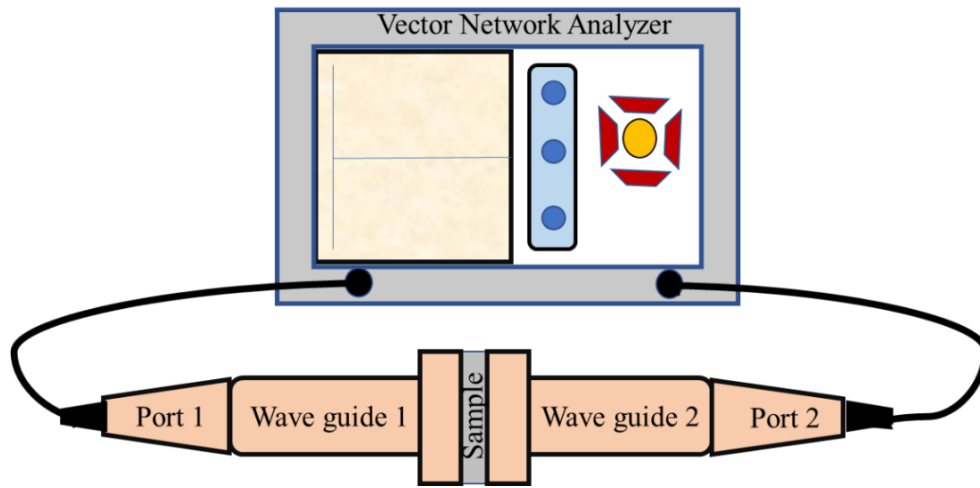 Vector Network Analyzer
Port 1
Wave guide 1
Sample
Wave guide 2
Port 2